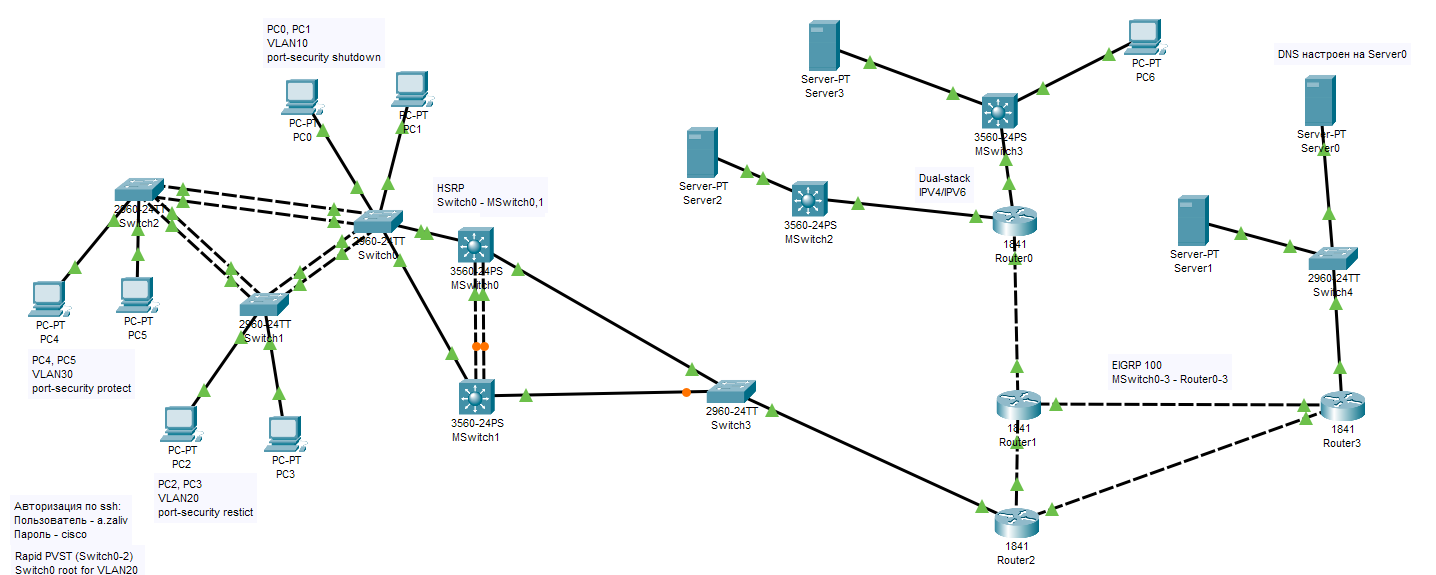 PC0, PC1
VLAN10
port-security shutdown
PC-PT
PC0
PC-PT
PC1
2960-24TT
Switch2
HSRP
Switch0 - MSwitch0,1
2960-24TT
Switch0
3560-24PS
MSwitch0
PC-PT
PC4
PC-PT
PC5
2960-24TT
Switch1
PC4, PC5
VLAN30
port-security protect
3560-24PS
MSwitch1
PC-PT
PC2
PC-PT
PC3
PC2, PC3
VLAN20
port-security restict
Авторизация по ssh:
Пользователь - a.zaliv
Пароль - cisco
Rapid PVST (Switch0-2)
Switch0 root for VLAN20
2960-24TT
Switch3
Server-PT
Server3
PC-PT
PC6
3560-24PS
MSwitch3
Server-PT
Server2
3560-24PS
MSwitch2
Dual-stack
IPV4/IPV6
1841
Router0
DNS настроен на Server0
Server-PT
Server0
Server-PT
Server1
2960-24TT
Switch4
EIGRP 100
MSwitch0-3 - Router0-3
1841
Router1
1841
Router3
1841
Router2